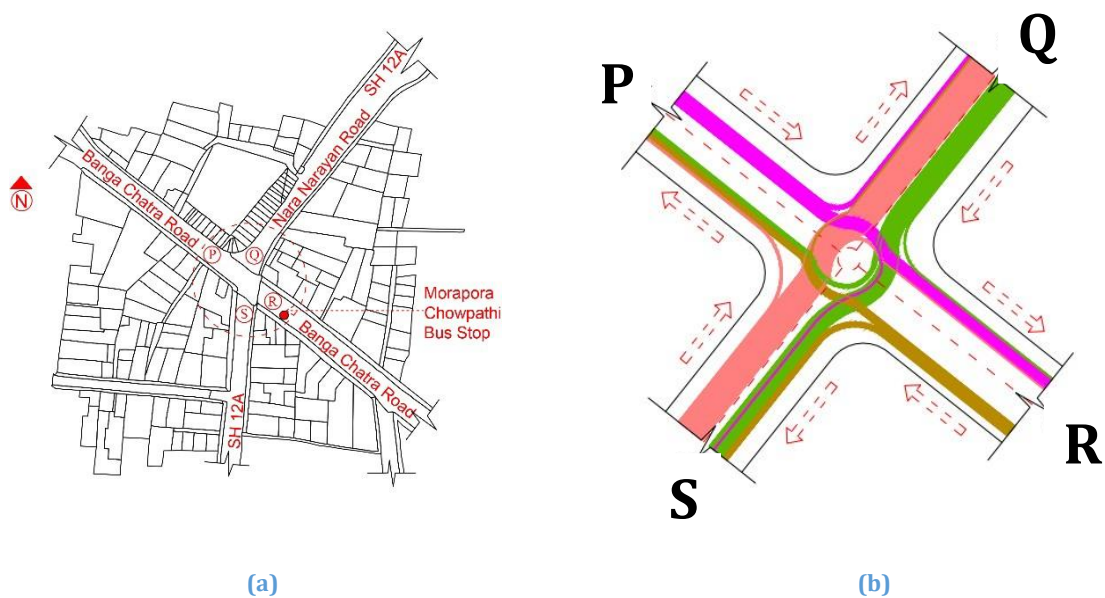 SH 12A
Nara Narayan Road
Banga Chatra Road
N
P
Q
R
S
Morapora
Chowpathi
Bus Stop
Banga Chatra Road
SH 12A
(a)
P
Q
R
S
(b)